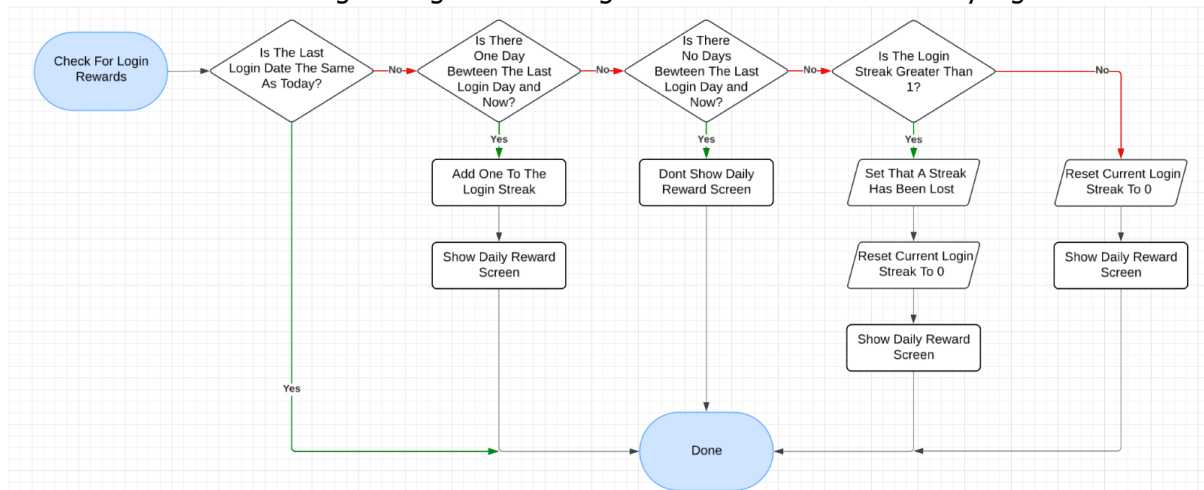 Check For Login
Rewards
Is The Last
Login Date The Same
As Today?
No
Is There
One Day
Bewteen The Last
Login Day and
Now?
No
Is There
No Days
Bewteen The Last
Login Day and
Now?
No
Is The Login
Streak Greater Than
1?
No
Yes
Yes
Yes
Add One To The
Login Streak
Dont Show Daily
Reward Screen
Set That A Streak
Has Been Lost
Reset Current Login
Streak To 0
Show Daily Reward
Screen
Reset Current Login
Streak To 0
Show Daily Reward
Screen
Show Daily Reward
Screen
Yes
Done